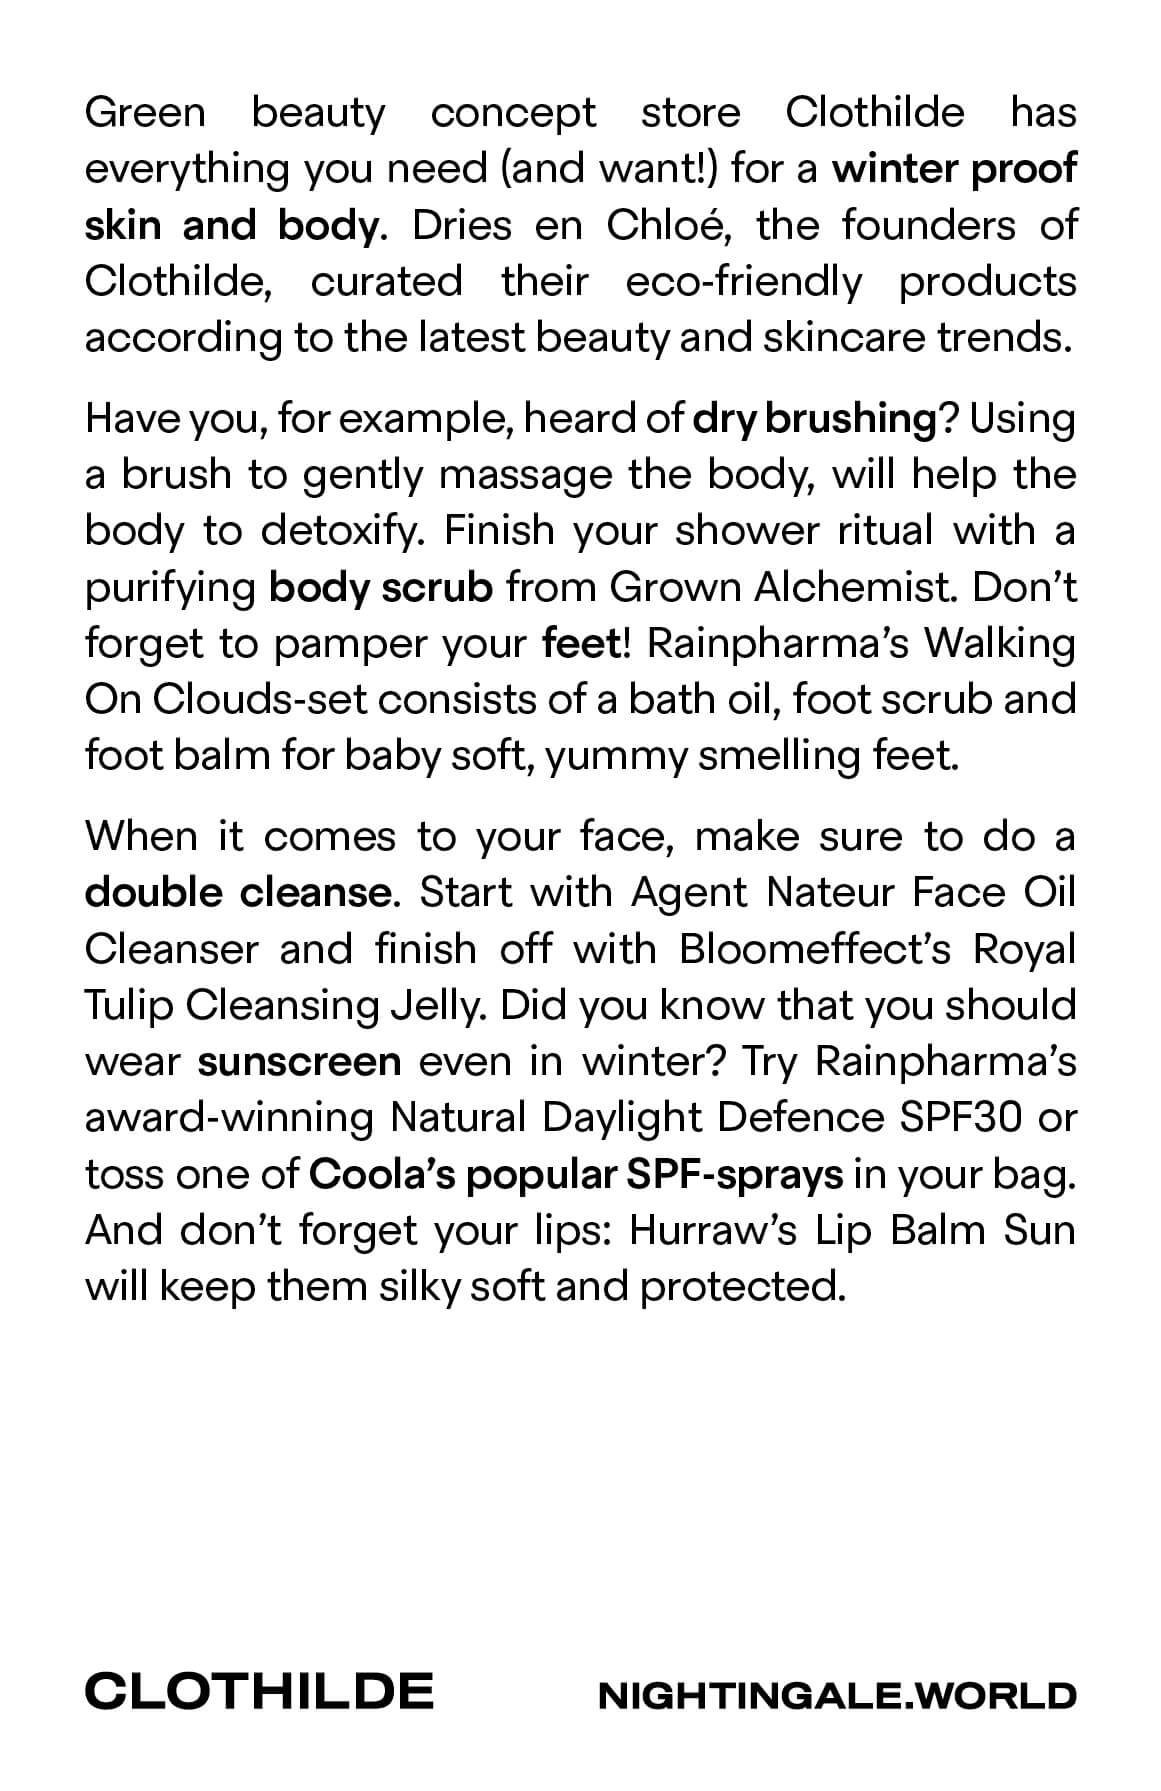 Green beauty concept store Clothilde has
everything you need (and want!) for a winter proof
skin and body. Dries en Chloé, the founders of
Clothilde, curated their eco-friendly products
according to the latest beauty and skincare trends.
Have you, for example, heard of dry brushing? Using
a brush to gently massage the body, will help the
body to detoxify. Finish your shower ritual with a
purifying body scrub from Grown Alchemist. Don’t
forget to pamper your feet! Rainpharma’s Walking
On Clouds-set consists of a bath oil, foot scrub and
foot balm for baby soft, yummy smelling feet.
When it comes to your face, make sure to do a
double cleanse. Start with Agent Nateur Face Oil
Cleanser and finish off with Bloomeffect’s Royal
Tulip Cleansing Jelly. Did you know that you should
wear sunscreen even in winter? Try Rainpharma’s
award-winning Natural Daylight Defence SPF30 or
toss one of Coola’s popular SPF-sprays in your bag.
And don’t forget your lips: Hurraw’s Lip Balm Sun
will keep them silky soft and protected.
CLOTHILDE
NIGHTINGALE.WORLD